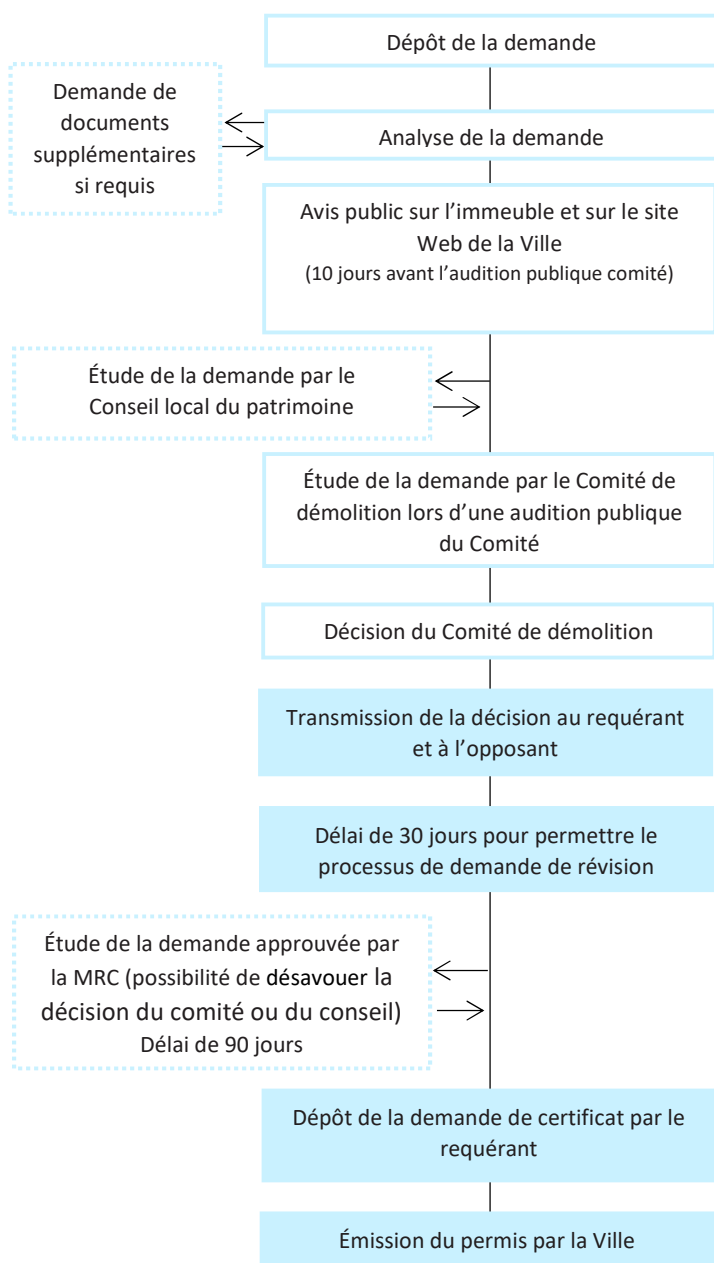 Dépôt de la demande
Demande de
documents
supplémentaires
si requis
Analyse de la demande
Avis public sur l’immeuble et sur le site
Web de la Ville
(10 jours avant l’audition publique comité)
Étude de la demande par le
Conseil local du patrimoine
Étude de la demande par le Comité de
démolition lors d’une audition publique
du Comité
Décision du Comité de démolition
Transmission de la décision au requérant
et à l’opposant
Délai de 30 jours pour permettre le
processus de demande de révision
Étude de la demande approuvée par
la MRC (possibilité de désavouer la
décision du comité ou du conseil)
Délai de 90 jours
Dépôt de la demande de certificat par le
requérant
Émission du permis par la Ville